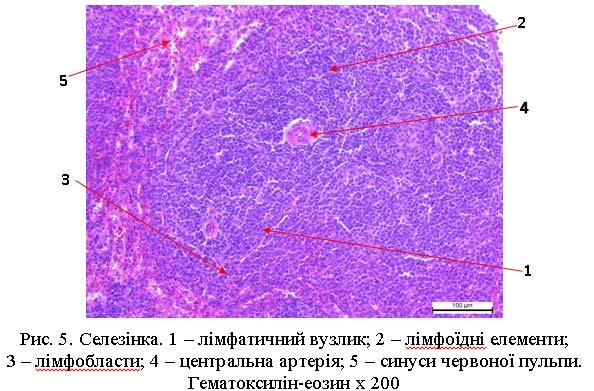 2
5
4
3
1
100 µm
Рис. 5. Селезінка. 1 – лімфатичний вузлик; 2 – лімфоїдні елементи;
3 – лімфобласти; 4 – центральна артерія; 5 – синуси червоної пульпи.
Гематоксилін-еозин х 200